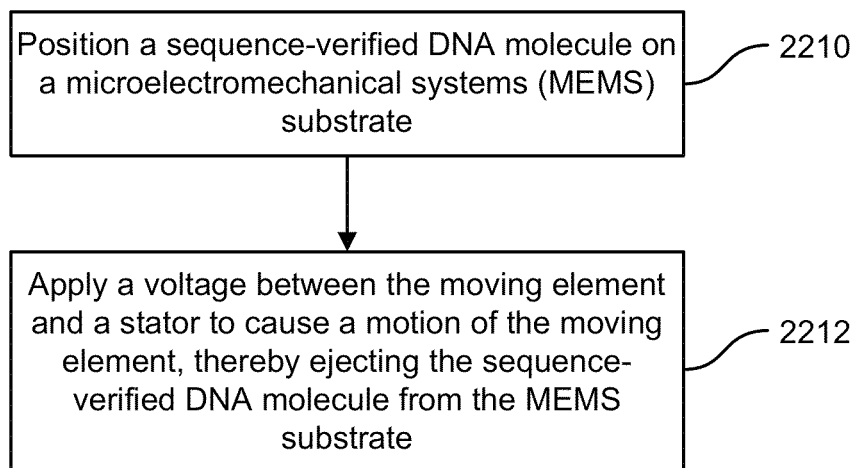 Position a sequence-verified DNA molecule on
a microelectromechanical systems (MEMS)
substrate
2210
Apply a voltage between the moving element
and a stator to cause a motion of the moving
element, thereby ejecting the sequence-
verified DNA molecule from the MEMS
substrate
2212